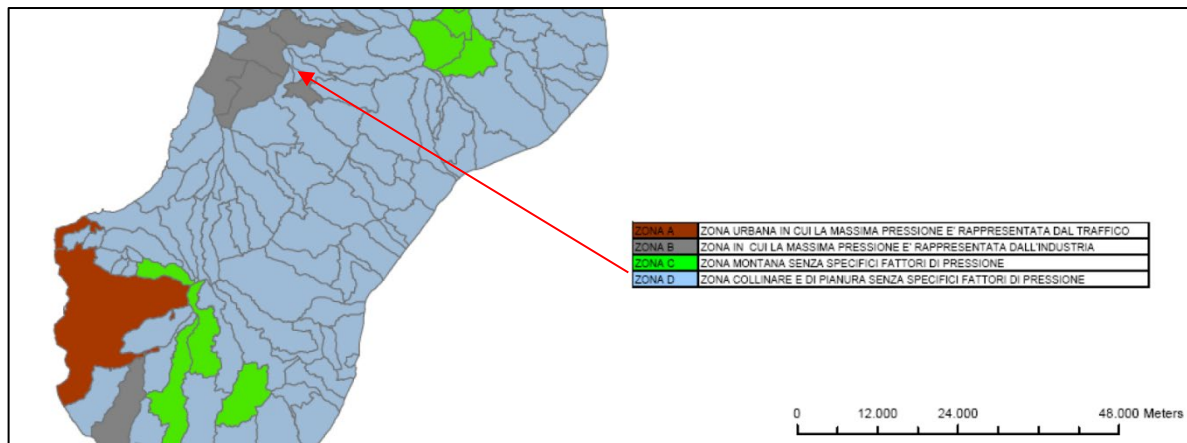 ZONA A ZONA URBANA IN CUI LA MASSIMA PRESSIONE E' RAPPRESENTATA DAL TRAFFICO
ZONA B ZONA IN CUI LA MASSIMA PRESSIONE E' RAPPRESENTATA DALL'INDUSTRIA
ZONA C ZONA MONTANA SENZA SPECIFICI FATTORI DI PRESSIONE
ZONA D ZONA COLLINARE E DI PIANURA SENZA SPECIFICI FATTORI DI PRESSIONE
0 12.000 24.000 48.000 Meters